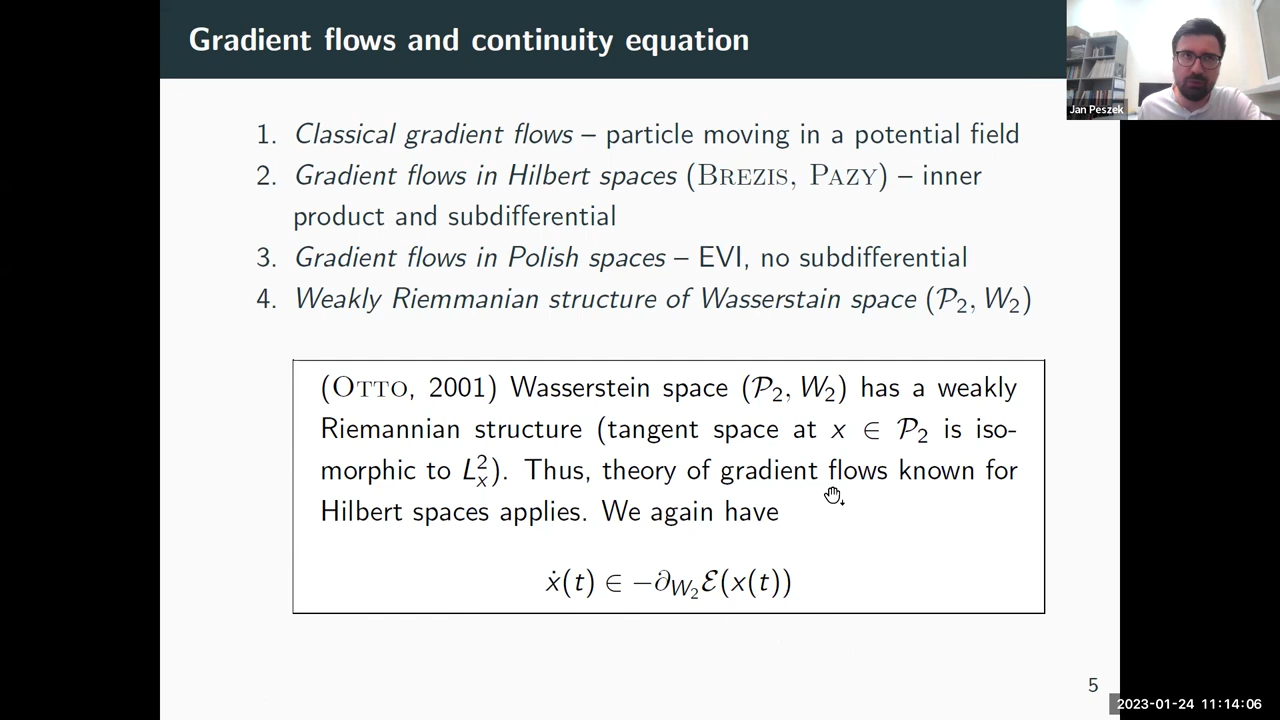 Gradient flows and continuity equation
Jan Peszek
1. Classical gradient flows – particle moving in a potential field
2. Gradient flows in Hilbert spaces (BREZIS, PAZY) – inner
product and subdifferential
3. Gradient flows in Polish spaces – EVI, no subdifferential
4. Weakly Riemmanian structure of Wasserstain space (𝒫₂, W₂)
(OTTO, 2001) Wasserstein space (𝒫₂, W₂) has a weakly
Riemannian structure (tangent space at x ∈ 𝒫₂ is iso-
morphic to L²ₓ). Thus, theory of gradient flows known for
Hilbert spaces applies. We again have
ẋ(t) ∈ −∂_{W₂}ℰ(x(t))
5
2023-01-24 11:14:06